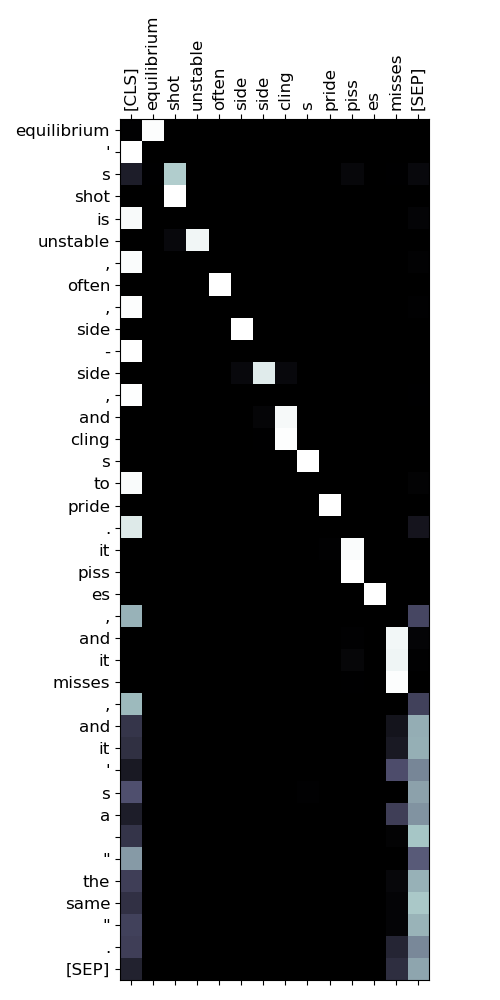 [CLS]
equilibrium
shot
unstable
often
side
side
cling
s
pride
piss
es
misses
[SEP]
equilibrium
'
s
shot
is
unstable
,
often
,
side
-
side
,
and
cling
s
to
pride
.
it
piss
es
,
and
it
misses
,
and
it
'
s
a
"
the
same
"
.
[SEP]